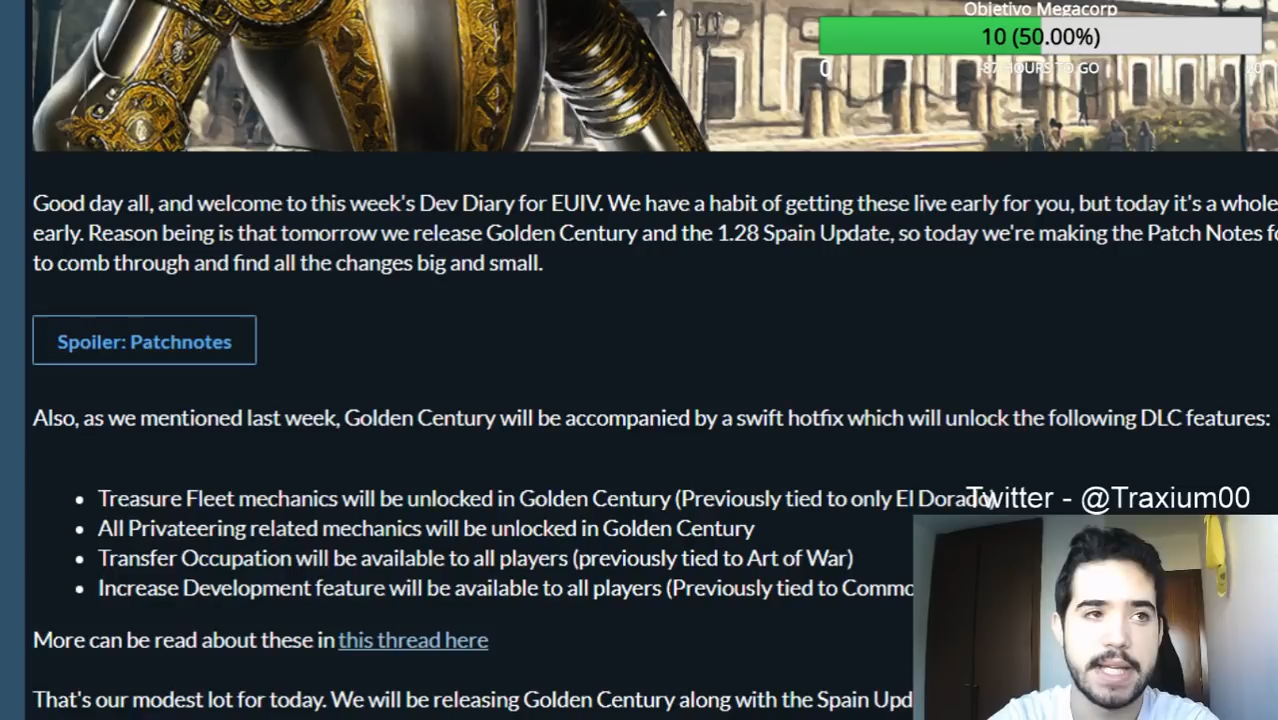 Objetivo Megacorp
10 (50.00%)
0
-87 HOURS TO GO
20
Good day all, and welcome to this week's Dev Diary for EUIV. We have a habit of getting these live early for you, but today it's a whole
early. Reason being is that tomorrow we release Golden Century and the 1.28 Spain Update, so today we're making the Patch Notes fo
to comb through and find all the changes big and small.
Spoiler: Patchnotes
Also, as we mentioned last week, Golden Century will be accompanied by a swift hotfix which will unlock the following DLC features:
• Treasure Fleet mechanics will be unlocked in Golden Century (Previously tied to only El Dorado)
Twitter - @Traxium00
• All Privateering related mechanics will be unlocked in Golden Century
• Transfer Occupation will be available to all players (previously tied to Art of War)
• Increase Development feature will be available to all players (Previously tied to Commo
More can be read about these in this thread here
That's our modest lot for today. We will be releasing Golden Century along with the Spain Upd